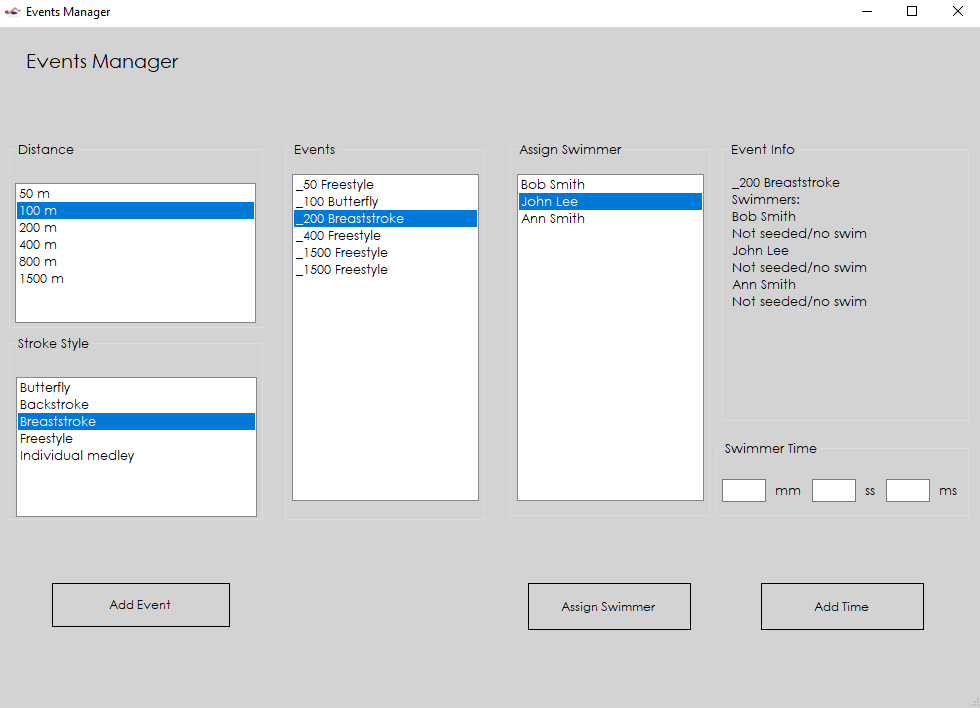 Events Manager
Events Manager
Distance
50 m
100 m
200 m
400 m
800 m
1500 m
Stroke Style
Butterfly
Backstroke
Breaststroke
Freestyle
Individual medley
Add Event
Events
_50 Freestyle
_100 Butterfly
_200 Breaststroke
_400 Freestyle
_1500 Freestyle
_1500 Freestyle
Assign Swimmer
Bob Smith
John Lee
Ann Smith
Assign Swimmer
Event Info
_200 Breaststroke
Swimmers:
Bob Smith
Not seeded/no swim
John Lee
Not seeded/no swim
Ann Smith
Not seeded/no swim
Swimmer Time
mm ss ms
Add Time